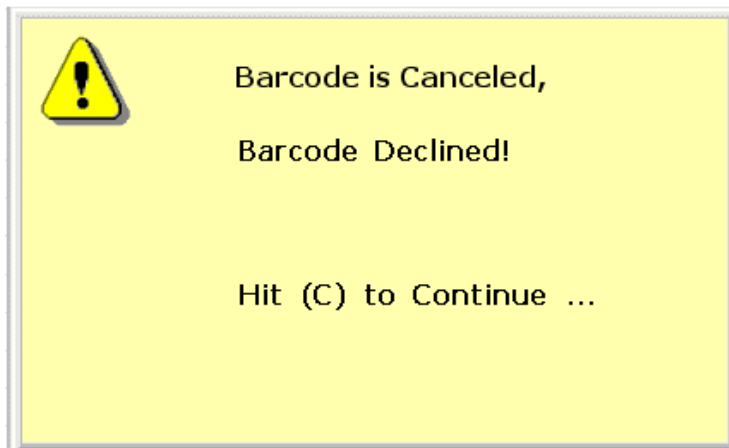 Barcode is Canceled,
Barcode Declined!
Hit (C) to Continue ...